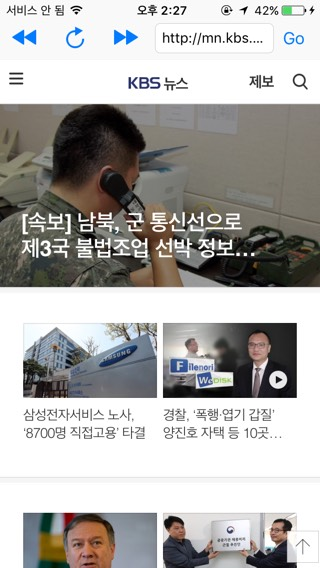 서비스 안 됨 오후 2:27 82%
http://mn.kbs.... Go
KBS 뉴스 제보
[속보] 남북, 군 통신선으로
제3국 불법조업 선박 정보...
SAMSUNG
Filenori
WeDISK
삼성전자서비스 노사,
‘8700명 직접고용’ 타결
경찰, ‘폭행·엽기 갑질’
양진호 자택 등 10곳...